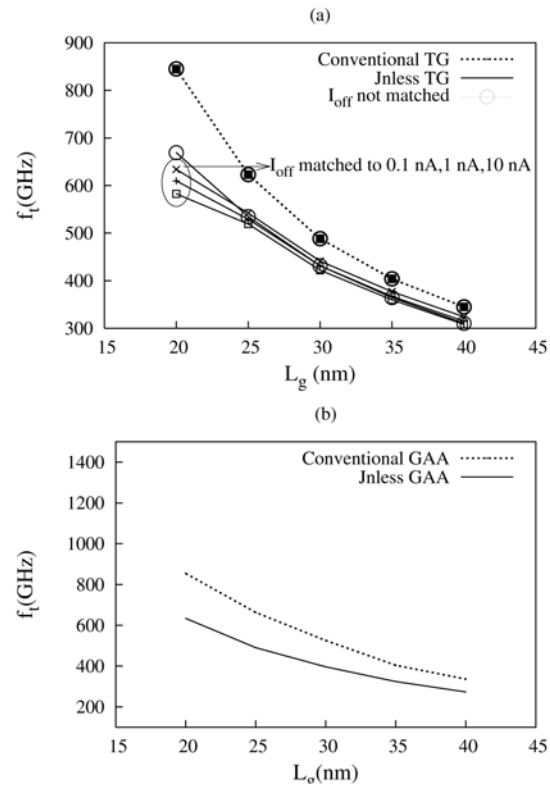 (a)
900
800
700
600
500
400
300
f_t(GHz)
Conventional TG
Jnless TG
I_off not matched
I_off matched to 0.1 nA,1 nA,10 nA
15 20 25 30 35 40 45
L_g (nm)
(b)
1400
1200
1000
800
600
400
200
f_t(GHz)
Conventional GAA
Jnless GAA
15 20 25 30 35 40 45
L_g(nm)